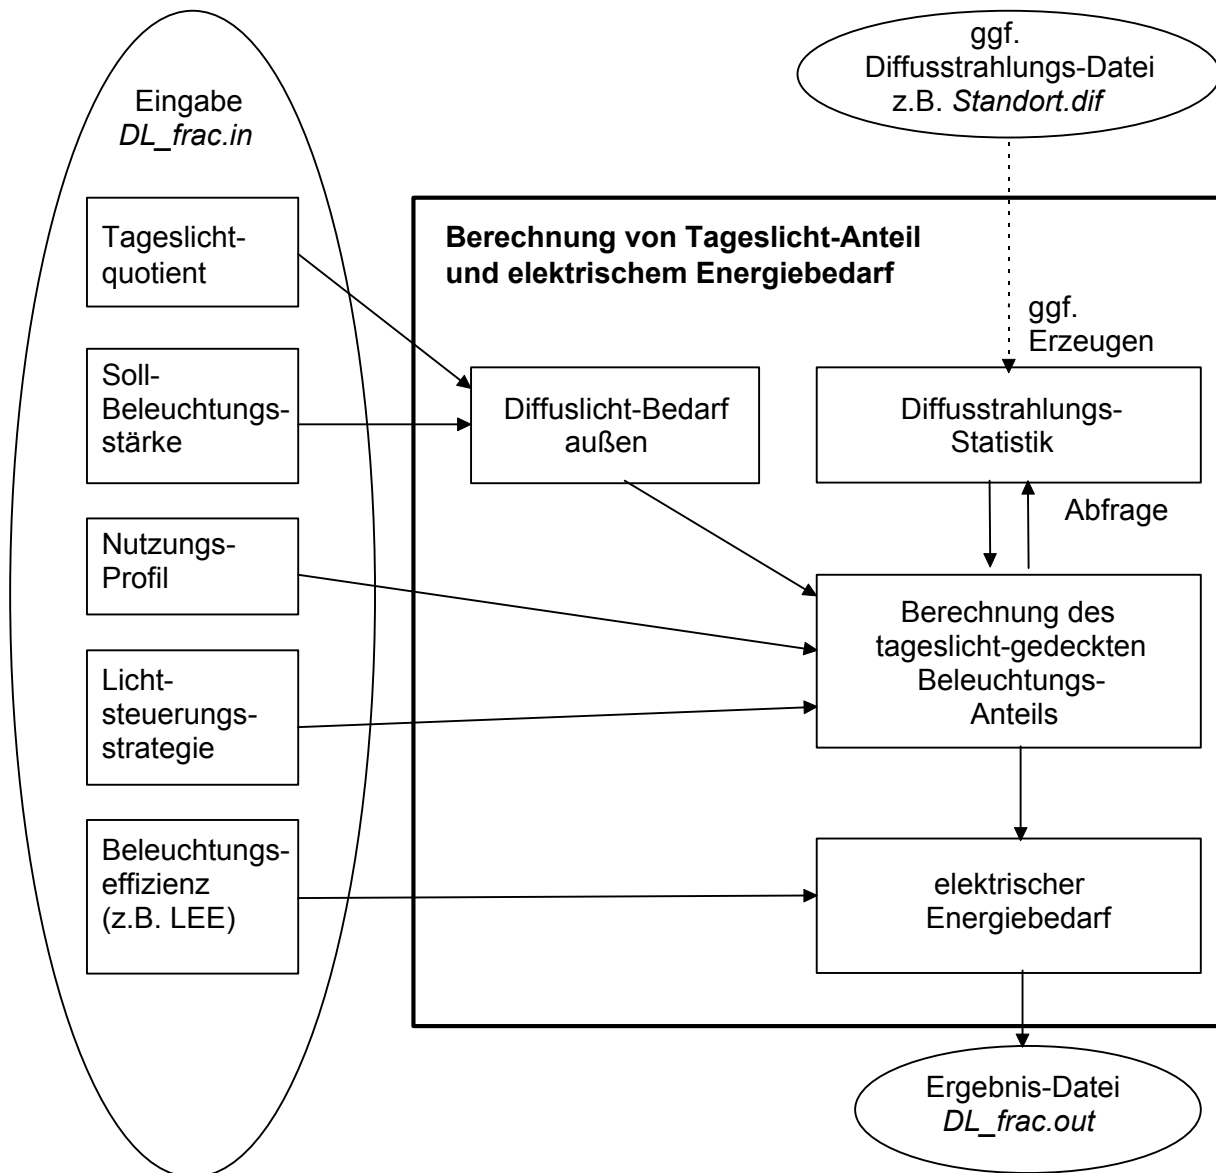 Eingabe
DL_frac.in
ggf.
Diffusstrahlungs-Datei
z.B. Standort.dif
Tageslicht-
quotient
Soll-
Beleuchtungs-
stärke
Nutzungs-
Profil
Licht-
steuerungs-
strategie
Beleuchtungs-
effizienz
(z.B. LEE)
Berechnung von Tageslicht-Anteil
und elektrischem Energiebedarf
ggf.
Erzeugen
Diffuslicht-Bedarf
außen
Diffusstrahlungs-
Statistik
Abfrage
Berechnung des
tageslicht-gedeckten
Beleuchtungs-
Anteils
elektrischer
Energiebedarf
Ergebnis-Datei
DL_frac.out